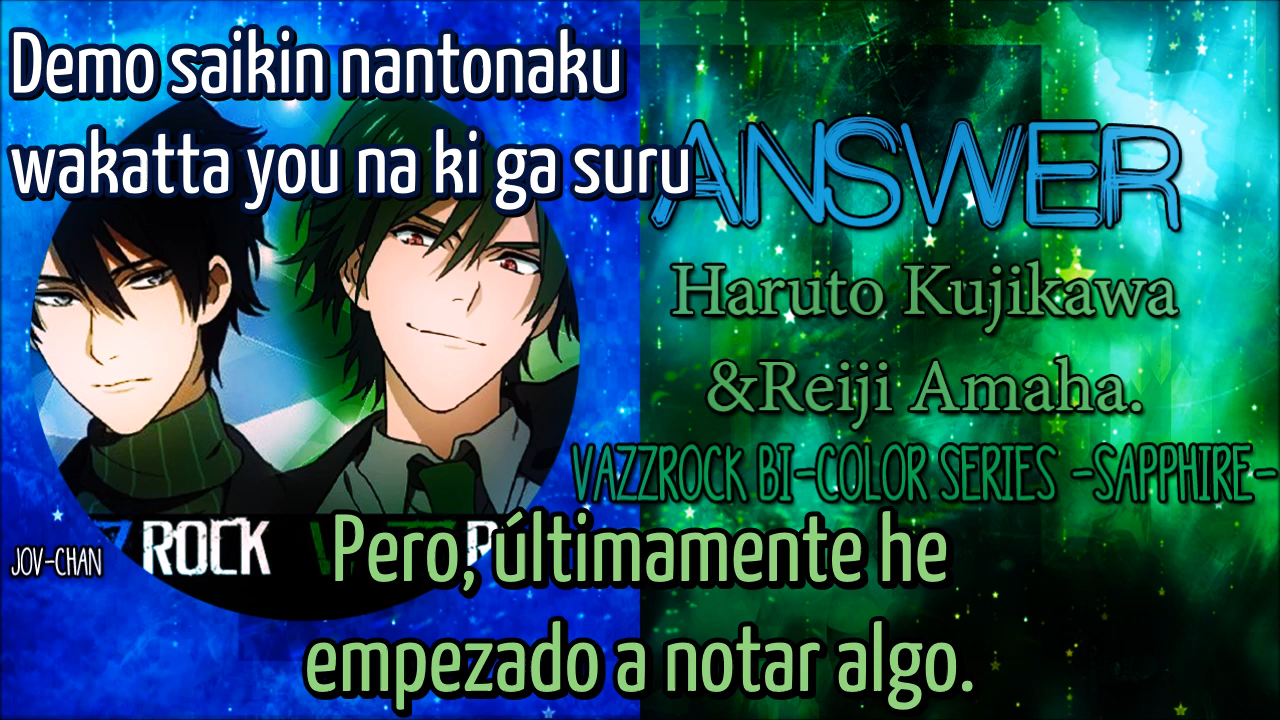 Demo saikin nantonaku
wakatta you na ki ga suru
ANSWER
Haruto Kujikawa
&Reiji Amaha.
VAZZROCK BI-COLOR SERIES -SAPPHIRE-
ROCK
JOV-CHAN
Pero, últimamente he
empezado a notar algo.